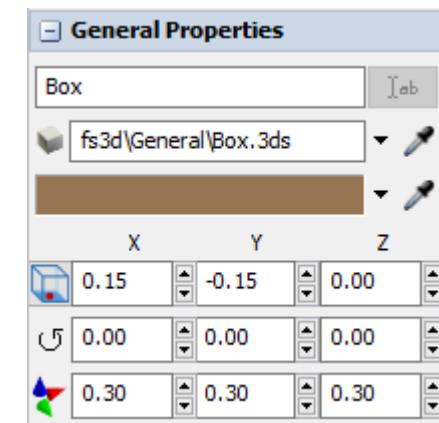 General Properties
Box
ab
fs3d\General\Box.3ds
X Y Z
0.15 -0.15 0.00
0.00 0.00 0.00
0.30 0.30 0.30